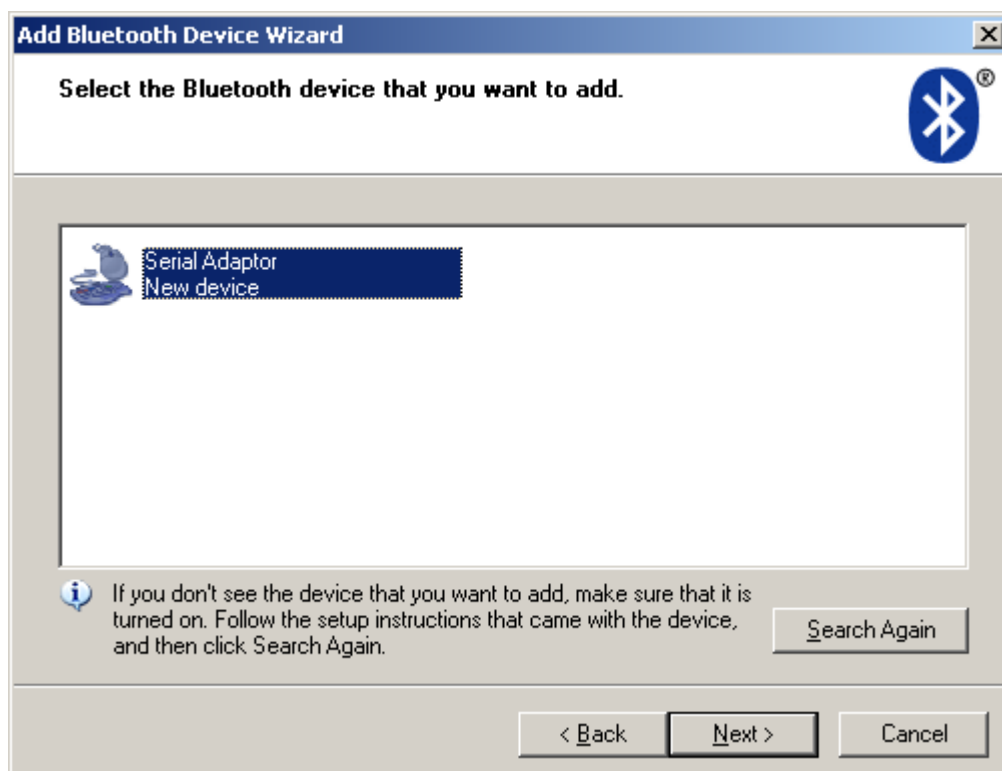 Add Bluetooth Device Wizard
Select the Bluetooth device that you want to add.
®
Serial Adaptor
New device
If you don't see the device that you want to add, make sure that it is
turned on. Follow the setup instructions that came with the device,
and then click Search Again.
Search Again
< Back
Next >
Cancel